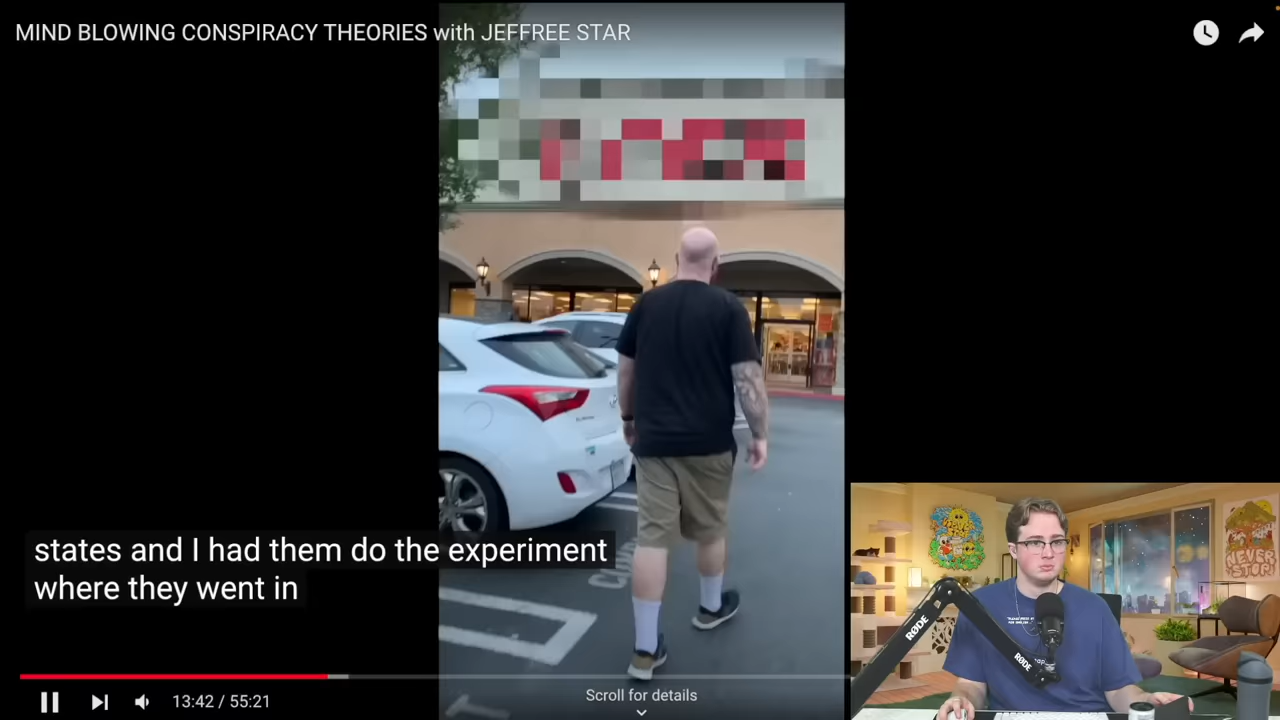 MIND BLOWING CONSPIRACY THEORIES with JEFFREE STAR
states and I had them do the experiment
where they went in
13:42 / 55:21
Scroll for details
RØDE
RØDE
NEVER
STOP!